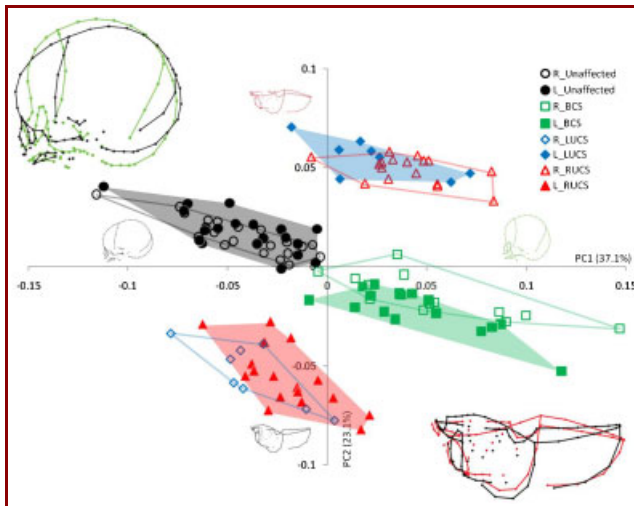 0.1
R_Unaffected
L_Unaffected
R_BCS
L_BCS
R_LUCS
L_LUCS
R_RUCS
L_RUCS
0.05
PC1 (37.1%)
-0.15
-0.1
-0.05
0
0.05
0.1
0.15
-0.05
PC2 (23.1%)
-0.1